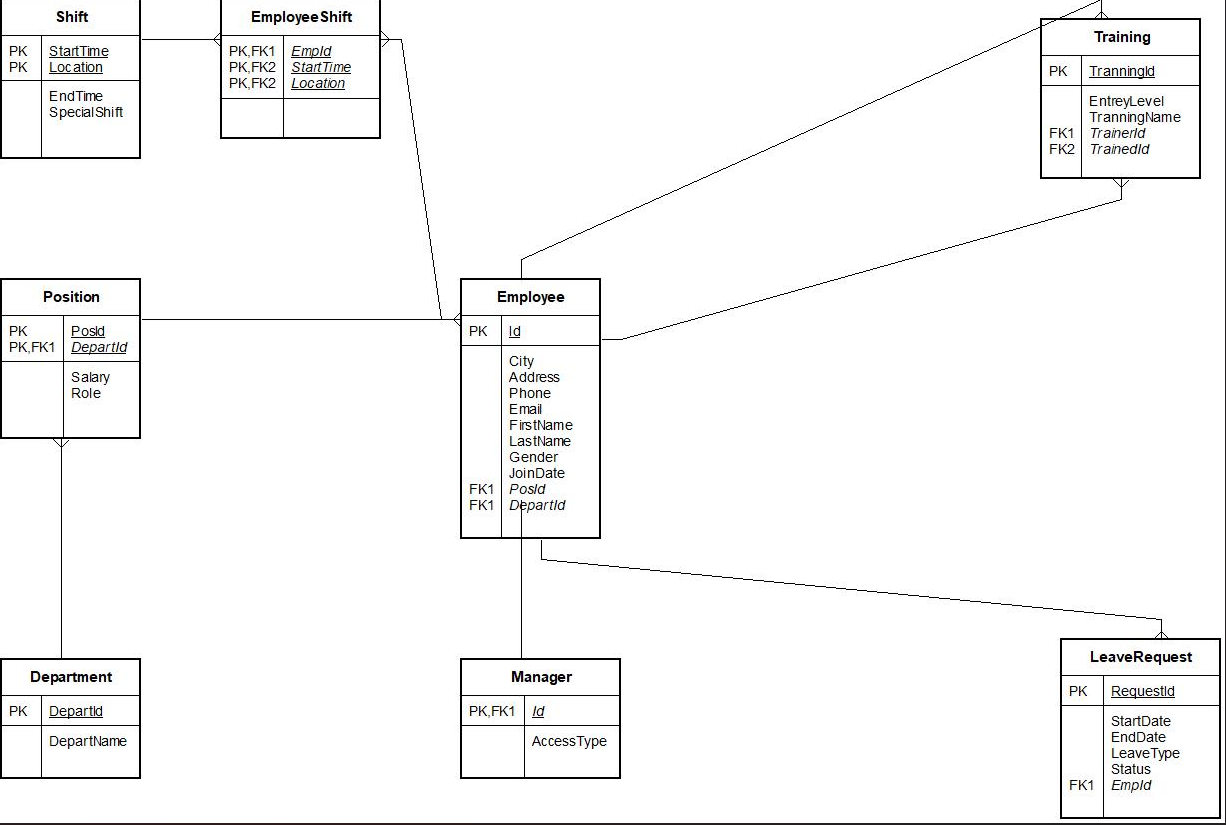 Shift
PK StartTime
PK Location
EndTime
SpecialShift
EmployeeShift
PK,FK1 EmpId
PK,FK2 StartTime
PK,FK2 Location
Training
PK TranningId
EntreyLevel
TranningName
FK1 TrainerId
FK2 TrainedId
Position
PK PosId
PK,FK1 DepartId
Salary
Role
Employee
PK Id
City
Address
Phone
Email
FirstName
LastName
Gender
JoinDate
FK1 PosId
FK1 DepartId
Department
PK DepartId
DepartName
Manager
PK,FK1 Id
AccessType
LeaveRequest
PK RequestId
StartDate
EndDate
LeaveType
Status
FK1 EmpId